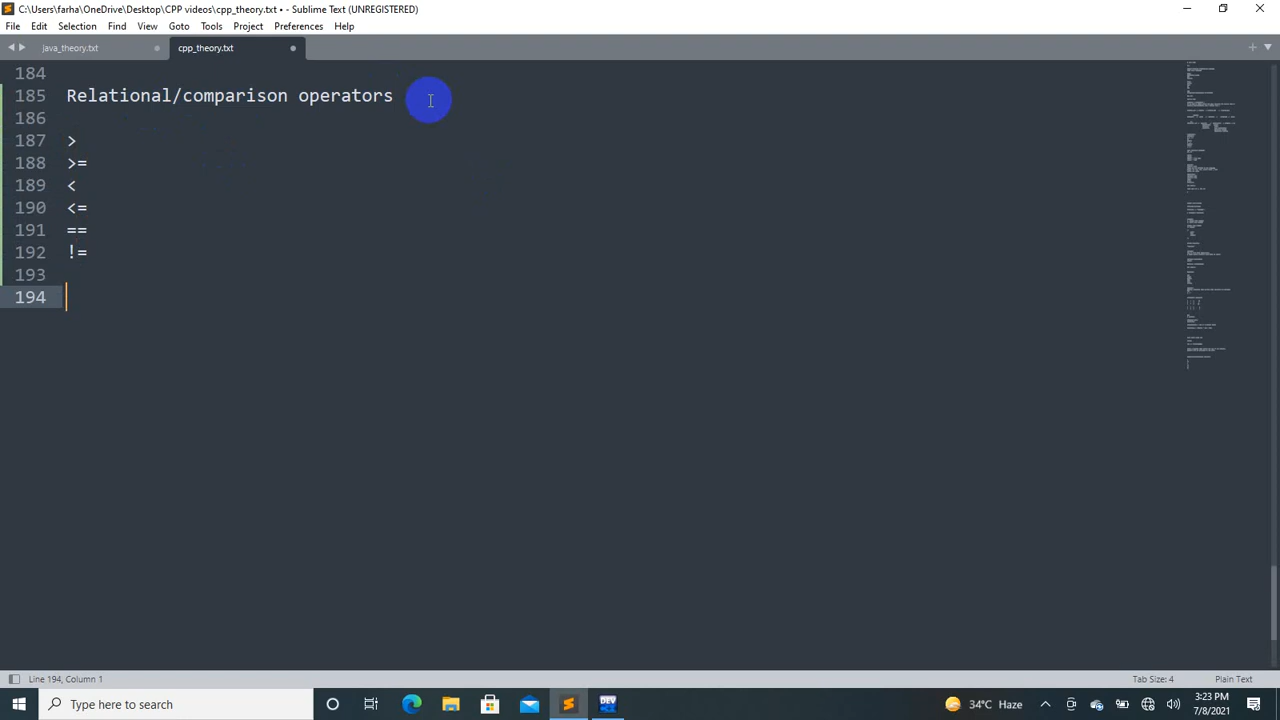 C:\Users\farha\OneDrive\Desktop\CPP videos\cpp_theory.txt • - Sublime Text (UNREGISTERED)
File Edit Selection Find View Goto Tools Project Preferences Help
java_theory.txt cpp_theory.txt
184
185 Relational/comparison operators
186
187 >
188 >=
189 <
190 <=
191 ==
192 !=
193
194
Line 194, Column 1 Tab Size: 4 Plain Text
Type here to search DEV 34°C Haze 3:23 PM
7/8/2021